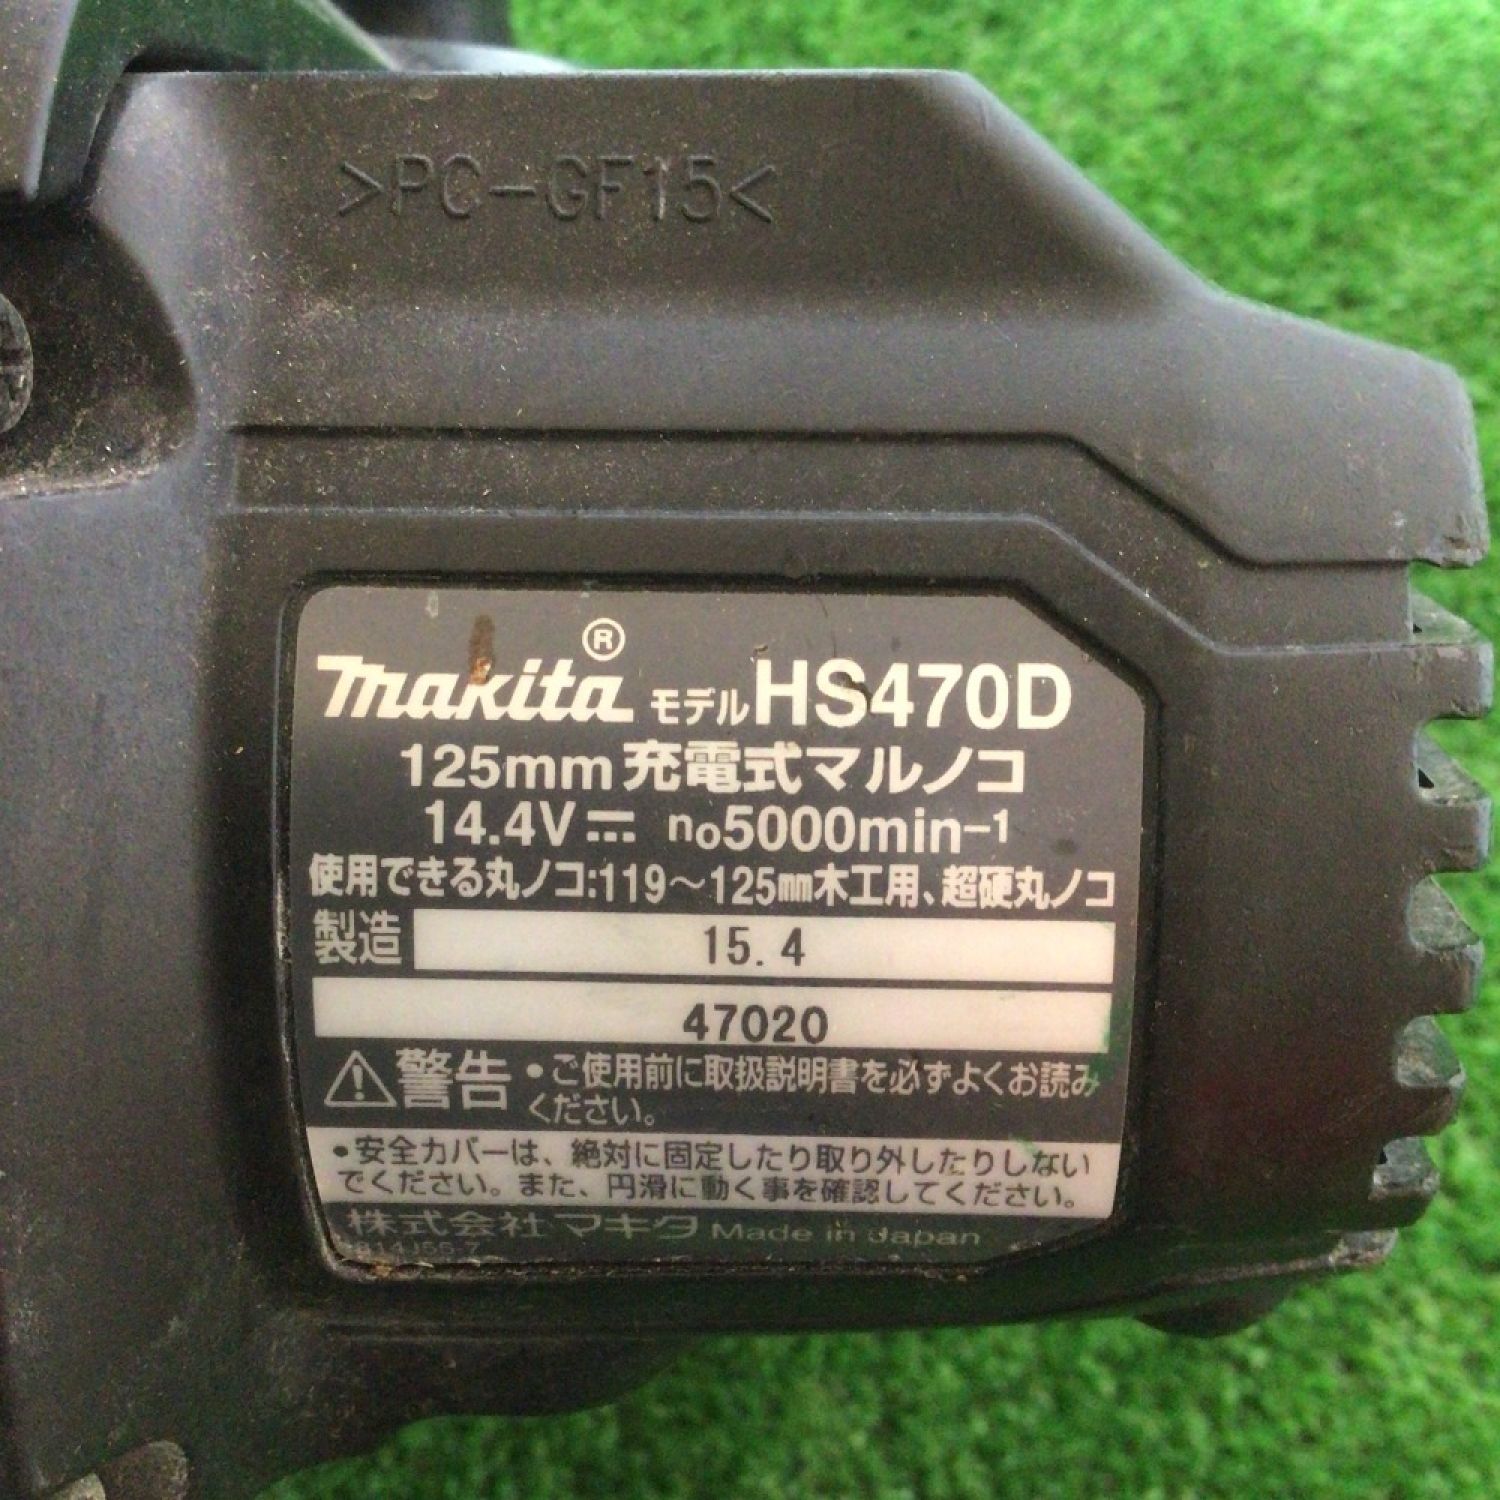 >PC-GF15<
makita® モデル HS470D
125mm 充電式マルノコ
14.4V n₀5000min⁻¹
使用できる丸ノコ:119～125mm木工用、超硬丸ノコ
製造 15.4
47020
警告 •ご使用前に取扱説明書を必ずよくお読み
ください。
•安全カバーは、絶対に固定したり取り外したりしない
でください。また、円滑に動く事を確認してください。
株式会社マキタ Made in Japan